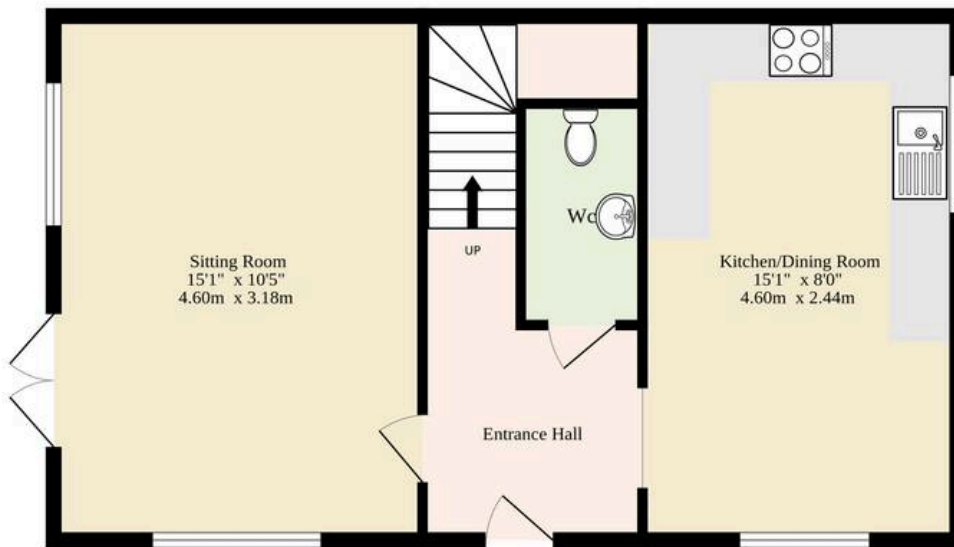 Sitting Room
15'1" x 10'5"
4.60m x 3.18m
UP
Wc
Entrance Hall
Kitchen/Dining Room
15'1" x 8'0"
4.60m x 2.44m